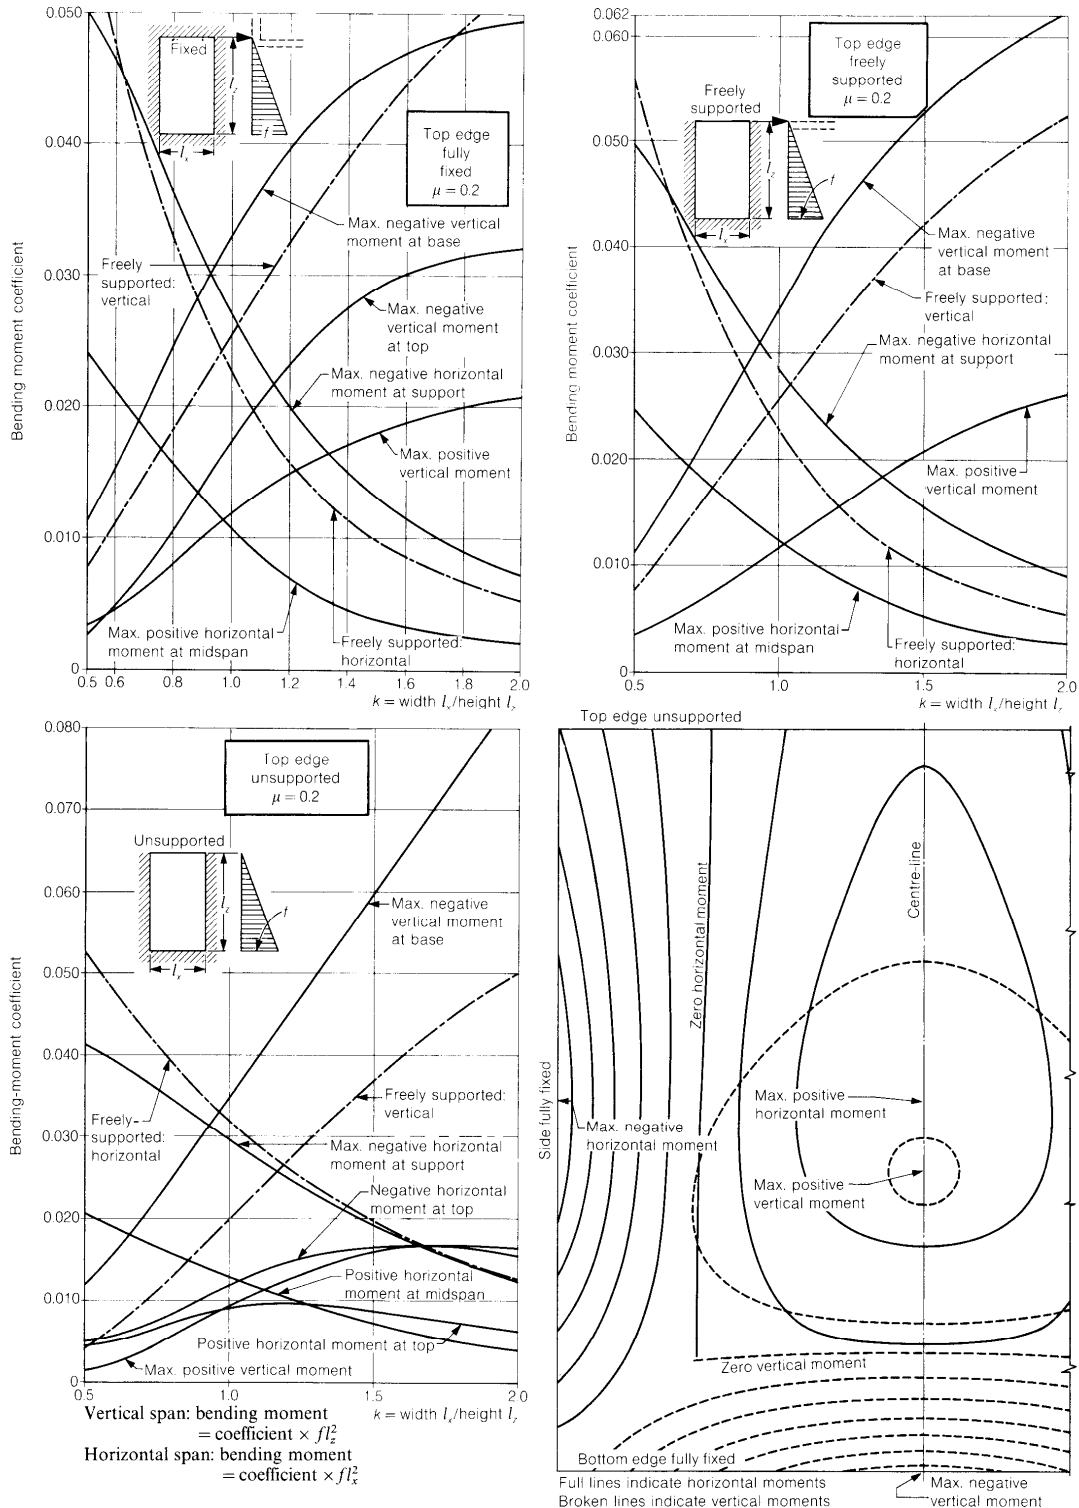 0.050
0.040
0.030
0.020
0.010
0
Bending moment coefficient
Fixed
l_z
l_x
f
Top edge
fully
fixed
μ = 0.2
Max. negative vertical
moment at base
Freely
supported:
vertical
Max. negative
vertical moment
at top
Max. negative horizontal
moment at support
Max. positive
vertical moment
Max. positive horizontal
moment at midspan
Freely supported:
horizontal
0.5 0.6 0.8 1.0 1.2 1.4 1.6 1.8 2.0
k = width l_x/height l_z
0.062
0.060
0.050
0.040
0.030
0.020
0.010
0
Bending moment coefficient
Top edge
freely
supported
μ = 0.2
Freely
supported
l_z
l_x
f
Max. negative
vertical moment
at base
Freely supported:
vertical
Max. negative horizontal
moment at support
Max. positive
vertical moment
Max. positive horizontal
moment at midspan
Freely supported:
horizontal
0.5 1.0 1.5 2.0
k = width l_x/height l_z
0.080
0.070
0.060
0.050
0.040
0.030
0.020
0.010
0
Bending-moment coefficient
Top edge
unsupported
μ = 0.2
Unsupported
l_z
l_x
f
Max. negative
vertical moment
at base
Freely supported:
vertical
Freely-
supported:
horizontal
Max. negative horizontal
moment at support
Negative horizontal
moment at top
Positive horizontal
moment at midspan
Positive horizontal moment at top
Max. positive vertical moment
0.5 1.0 1.5 2.0
k = width l_x/height l_z
Vertical span: bending moment
= coefficient × fl_z²
Horizontal span: bending moment
= coefficient × fl_x²
Top edge unsupported
Side fully fixed
Zero horizontal moment
Centre-line
Max. positive
horizontal moment
Max. negative
horizontal moment
Max. positive
vertical moment
Zero vertical moment
Bottom edge fully fixed
Full lines indicate horizontal moments
Broken lines indicate vertical moments
Max. negative
vertical moment